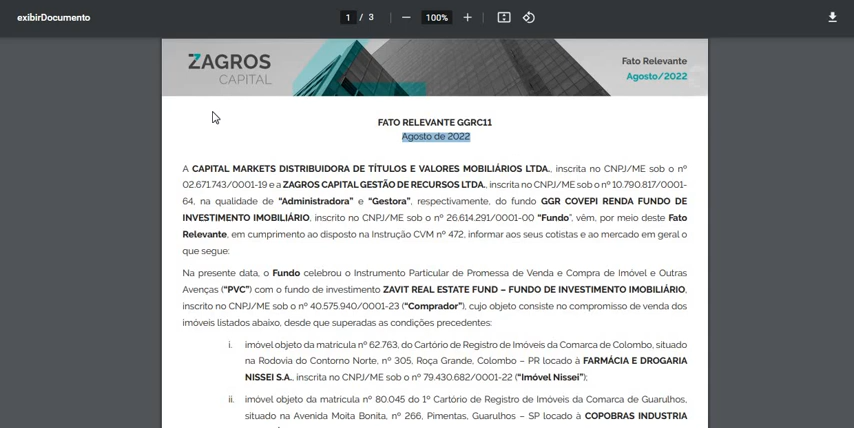 exibirDocumento
1 / 3
100%
ZAGROS
CAPITAL
Fato Relevante
Agosto/2022
FATO RELEVANTE GGRC11
Agosto de 2022
A CAPITAL MARKETS DISTRIBUIDORA DE TÍTULOS E VALORES MOBILIÁRIOS LTDA., inscrita no CNPJ/ME sob o nº
02.671.743/0001-19 e a ZAGROS CAPITAL GESTÃO DE RECURSOS LTDA., inscrita no CNPJ/ME sob o nº 10.790.817/0001-
64, na qualidade de “Administradora” e “Gestora”, respectivamente, do fundo GGR COVEPI RENDA FUNDO DE
INVESTIMENTO IMOBILIÁRIO, inscrito no CNPJ/ME sob o nº 26.614.291/0001-00 “Fundo”, vêm, por meio deste Fato
Relevante, em cumprimento ao disposto na Instrução CVM nº 472, informar aos seus cotistas e ao mercado em geral o
que segue:
Na presente data, o Fundo celebrou o Instrumento Particular de Promessa de Venda e Compra de Imóvel e Outras
Avenças (“PVC”) com o fundo de investimento ZAVIT REAL ESTATE FUND – FUNDO DE INVESTIMENTO IMOBILIÁRIO,
inscrito no CNPJ/ME sob o nº 40.575.940/0001-23 (“Comprador”), cujo objeto consiste no compromisso de venda dos
imóveis listados abaixo, desde que superadas as condições precedentes:
i. imóvel objeto da matrícula nº 62.763, do Cartório de Registro de Imóveis da Comarca de Colombo, situado
na Rodovia do Contorno Norte, nº 305, Roça Grande, Colombo – PR locado à FARMÁCIA E DROGARIA
NISSEI S.A., inscrita no CNPJ/ME sob o nº 79.430.682/0001-22 (“Imóvel Nissei”);
ii. imóvel objeto da matrícula nº 80.045 do 1º Cartório de Registro de Imóveis da Comarca de Guarulhos,
situado na Avenida Moita Bonita, nº 266, Pimentas, Guarulhos – SP locado à COPOBRAS INDUSTRIA